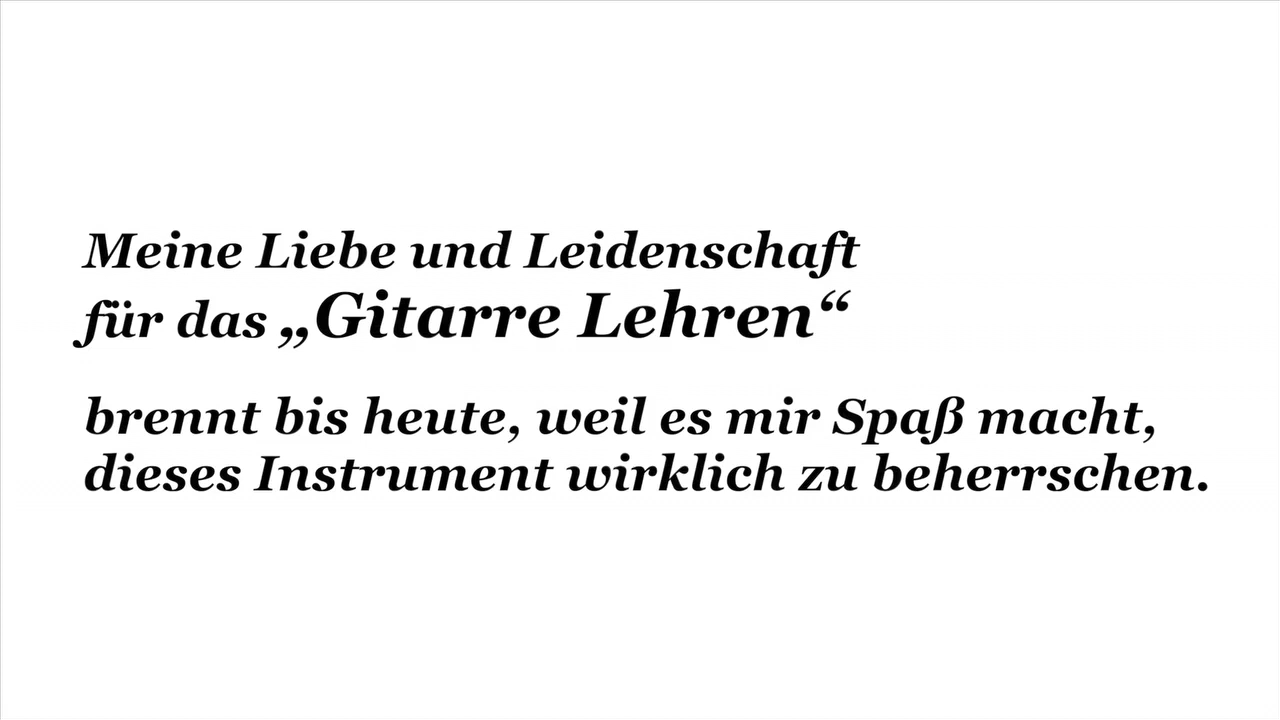 Meine Liebe und Leidenschaft
für das „Gitarre Lehren“
brennt bis heute, weil es mir Spaß macht,
dieses Instrument wirklich zu beherrschen.